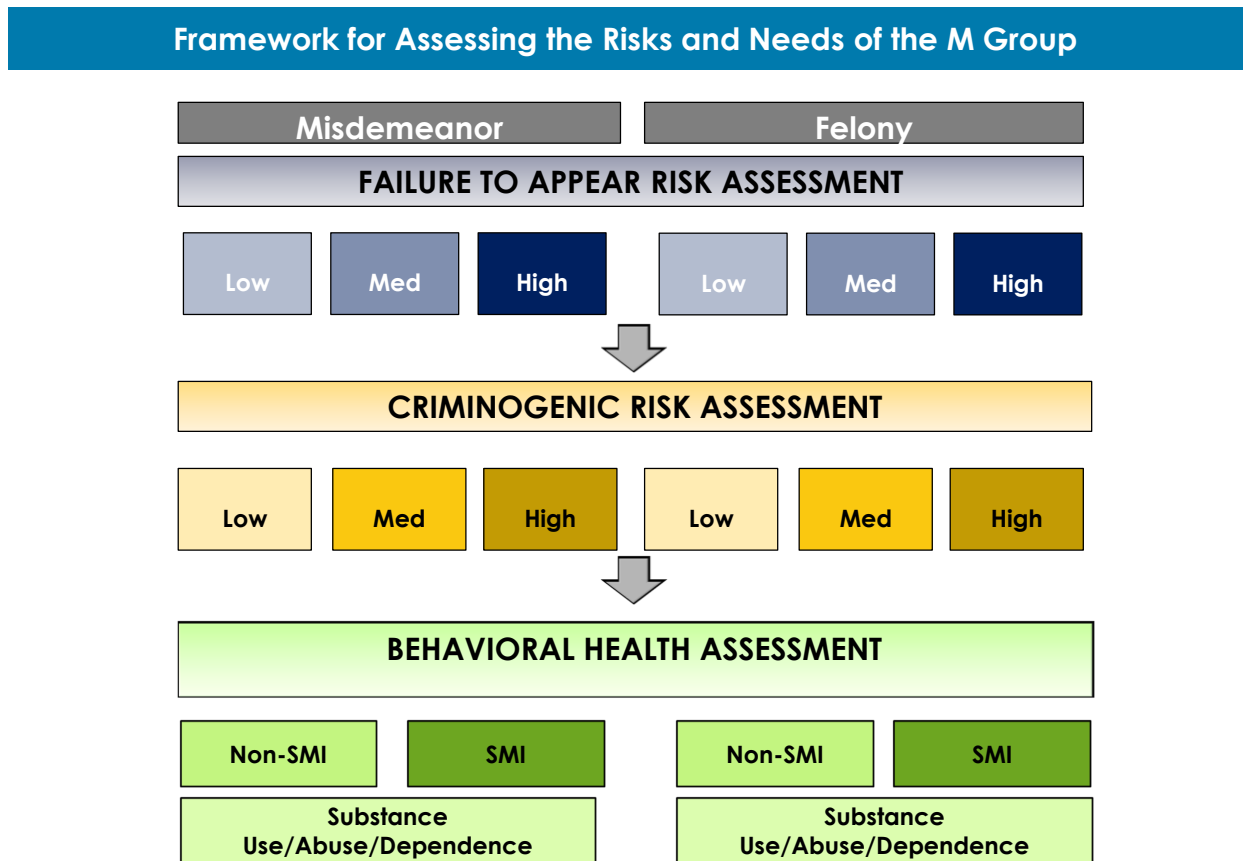 Framework for Assessing the Risks and Needs of the M Group
Misdemeanor Felony
FAILURE TO APPEAR RISK ASSESSMENT
Low Med High Low Med High
CRIMINOGENIC RISK ASSESSMENT
Low Med High Low Med High
BEHAVIORAL HEALTH ASSESSMENT
Non-SMI SMI Non-SMI SMI
Substance Substance
Use/Abuse/Dependence Use/Abuse/Dependence